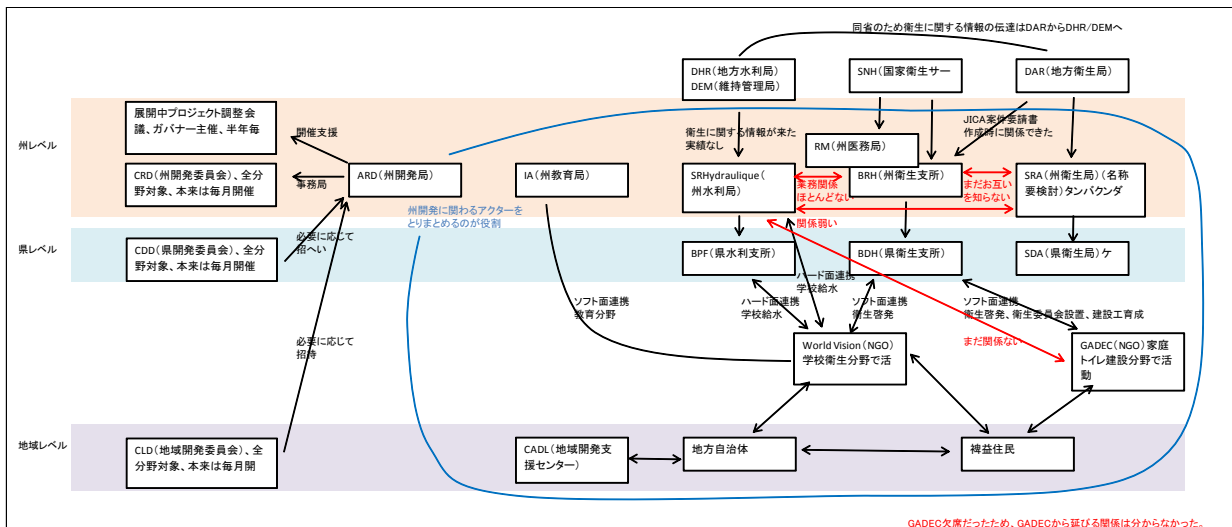 同省のため衛生に関する情報の伝達はDARからDHR/DEMへ
DHR(地方水利局)
DEM(維持管理局)
SNH(国家衛生サー
DAR(地方衛生局)
州レベル
展開中プロジェクト調整会
議、ガバナー主催、半年毎
開催支援
CRD(州開発委員会)、全分
野対象、本来は毎月開催
事務局
ARD(州開発局)
IA(州教育局)
衛生に関する情報が来た
実績なし
RM(州医務局)
JICA案件要請書
作成時に関係できた
SRHydraulique(
州水利局)
業務関係
ほとんどない
BRH(州衛生支所)
まだお互い
を知らない
SRA(州衛生局)(名称
要検討)タンバクンダ
州開発に関わるアクターを
とりまとめるのが役割
関係弱い
県レベル
CDD(県開発委員会)、全分
野対象、本来は毎月開催
必要に応じて
招へい
BPF(県水利支所)
BDH(県衛生支所)
SDA(県衛生局)ケ
ハード面連携
学校給水
ソフト面連携
教育分野
ハード面連携
学校給水
ソフト面連携
衛生啓発
ソフト面連携
衛生啓発、衛生委員会設置、建設工育成
必要に応じて
招待
World Vision(NGO)
学校衛生分野で活
まだ関係ない
GADEC(NGO)家庭
トイレ建設分野で活
動
地域レベル
CLD(地域開発委員会)、全
分野対象、本来は毎月開
CADL(地域開発支
援センター)
地方自治体
裨益住民
GADEC欠席だったため、GADECから延びる関係は分からなかった。